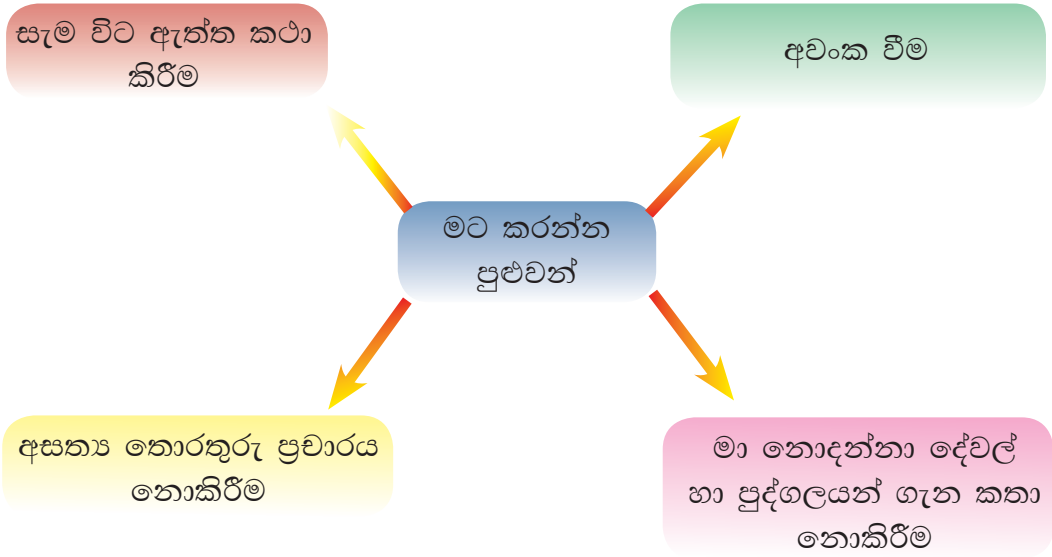 සැම විට ඇත්ත කථා
කිරීම
අවංක වීම
මට කරන්න
පුළුවන්
අසත්‍ය තොරතුරු ප්‍රචාරය
නොකිරීම
මා නොදන්නා දේවල්
හා පුද්ගලයන් ගැන කතා
නොකිරීම